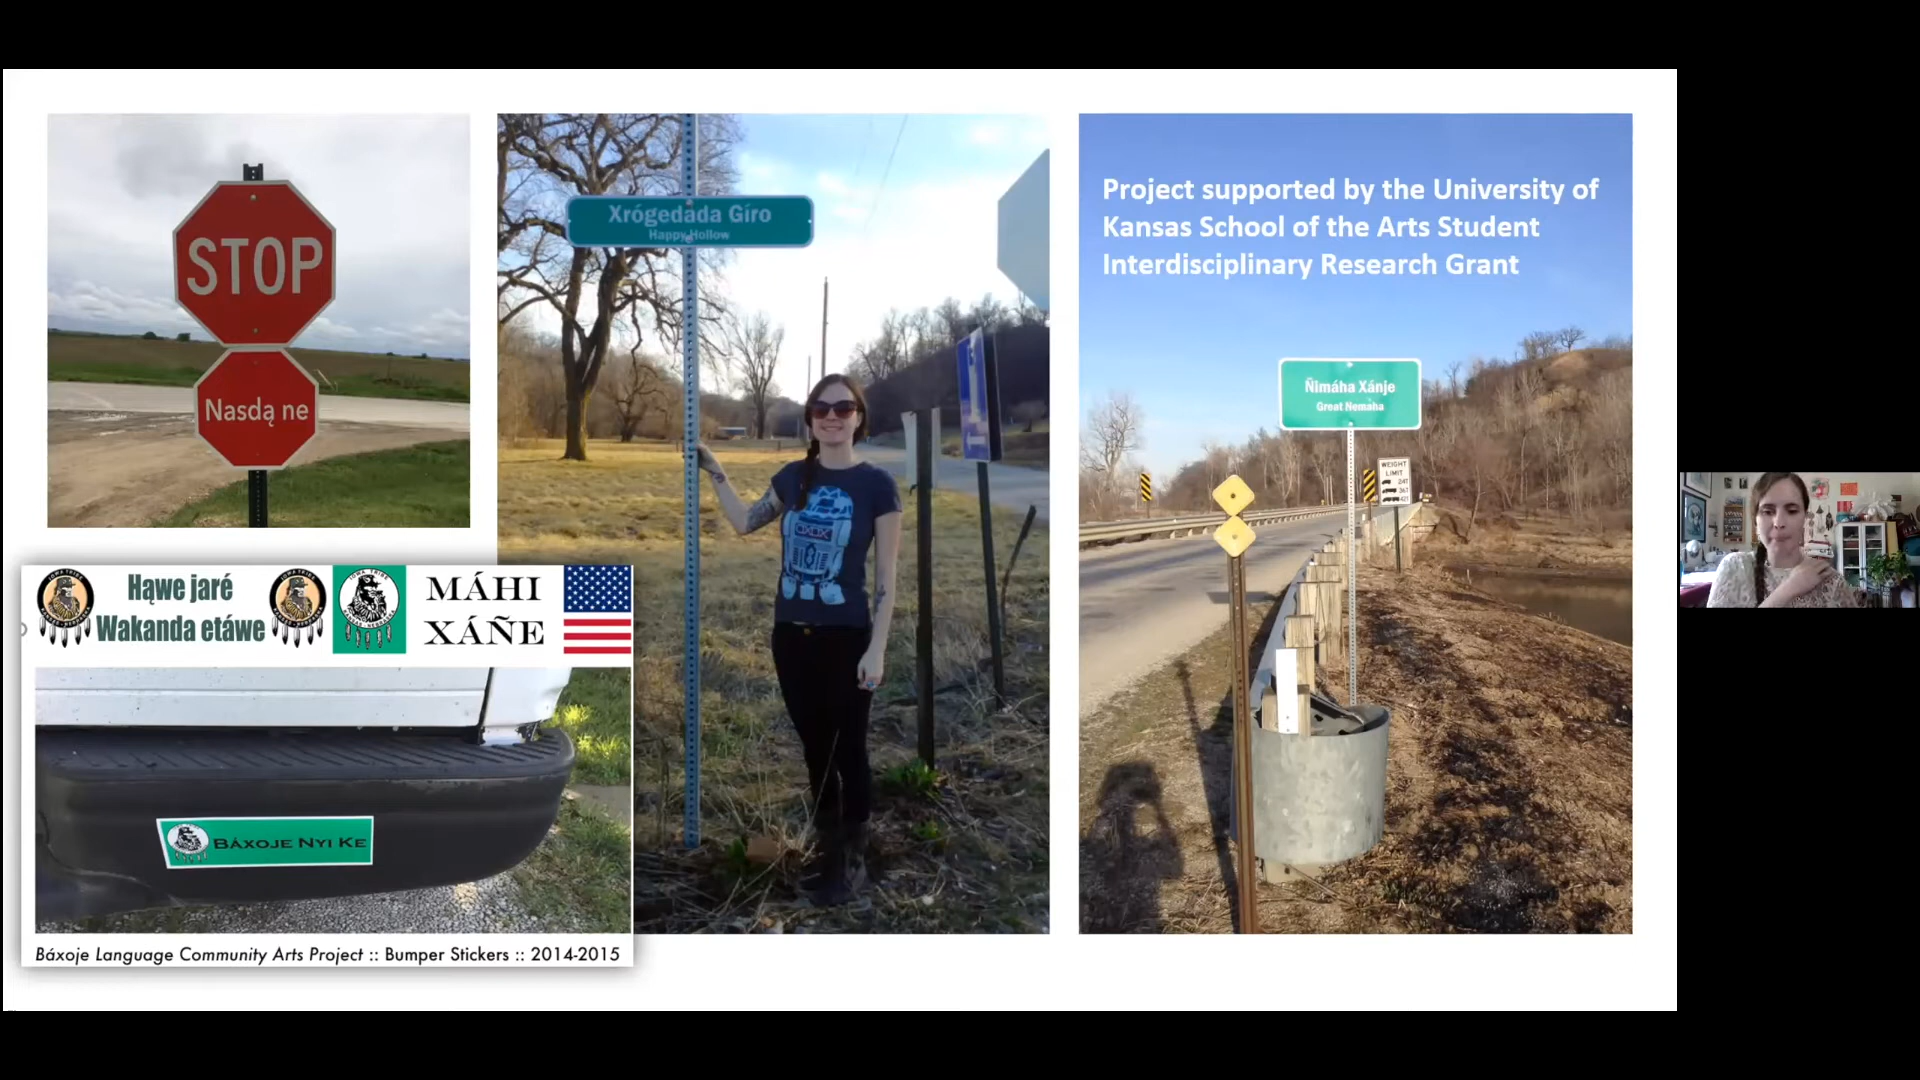 STOP
Nasdą ne
Xrógedada Gíro
Happy Hollow
Project supported by the University of
Kansas School of the Arts Student
Interdisciplinary Research Grant
Ñimáha Xánje
Great Nemaha
WEIGHT
LIMIT
Hąwe jaré
Wakanda etáwe
MÁHI
XÁÑE
BÁXOJE NYI KE
Báxoje Language Community Arts Project :: Bumper Stickers :: 2014-2015